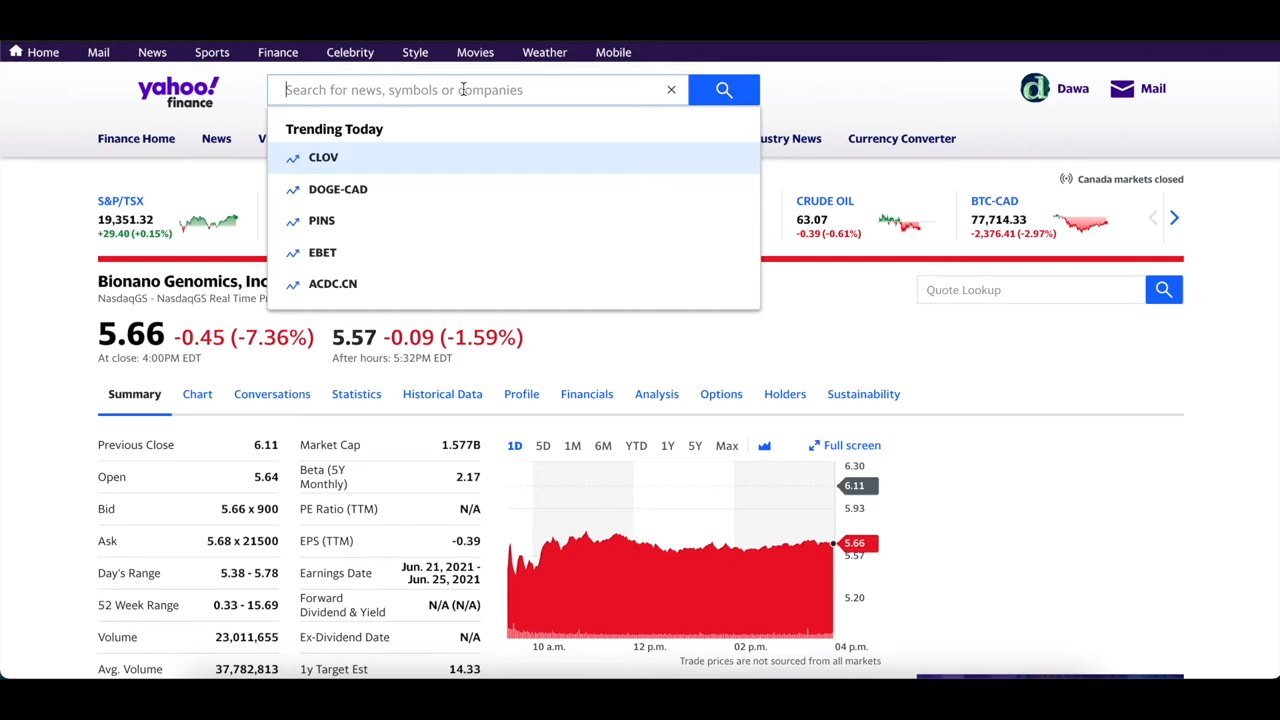 Home Mail News Sports Finance Celebrity Style Movies Weather Mobile
yahoo!
finance
Search for news, symbols or companies
Dawa Mail
Trending Today
CLOV
DOGE-CAD
PINS
EBET
ACDC.CN
Finance Home News V ustry News Currency Converter
Canada markets closed
S&P/TSX
19,351.32
+29.40 (+0.15%)
CRUDE OIL
63.07
-0.39 (-0.61%)
BTC-CAD
77,714.33
-2,376.41 (-2.97%)
Bionano Genomics, Inc
NasdaqGS - NasdaqGS Real Time P
Quote Lookup
5.66 -0.45 (-7.36%) 5.57 -0.09 (-1.59%)
At close: 4:00PM EDT After hours: 5:32PM EDT
Summary Chart Conversations Statistics Historical Data Profile Financials Analysis Options Holders Sustainability
Previous Close 6.11
Open 5.64
Bid 5.66 x 900
Ask 5.68 x 21500
Day's Range 5.38 - 5.78
52 Week Range 0.33 - 15.69
Volume 23,011,655
Avg. Volume 37,782,813
Market Cap 1.577B
Beta (5Y
Monthly) 2.17
PE Ratio (TTM) N/A
EPS (TTM) -0.39
Earnings Date Jun. 21, 2021 -
Jun. 25, 2021
Forward
Dividend & Yield N/A (N/A)
Ex-Dividend Date N/A
1y Target Est 14.33
1D 5D 1M 6M YTD 1Y 5Y Max Full screen
6.30
6.11
5.93
5.66
5.57
5.20
10 a.m. 12 p.m. 02 p.m. 04 p.m.
Trade prices are not sourced from all markets